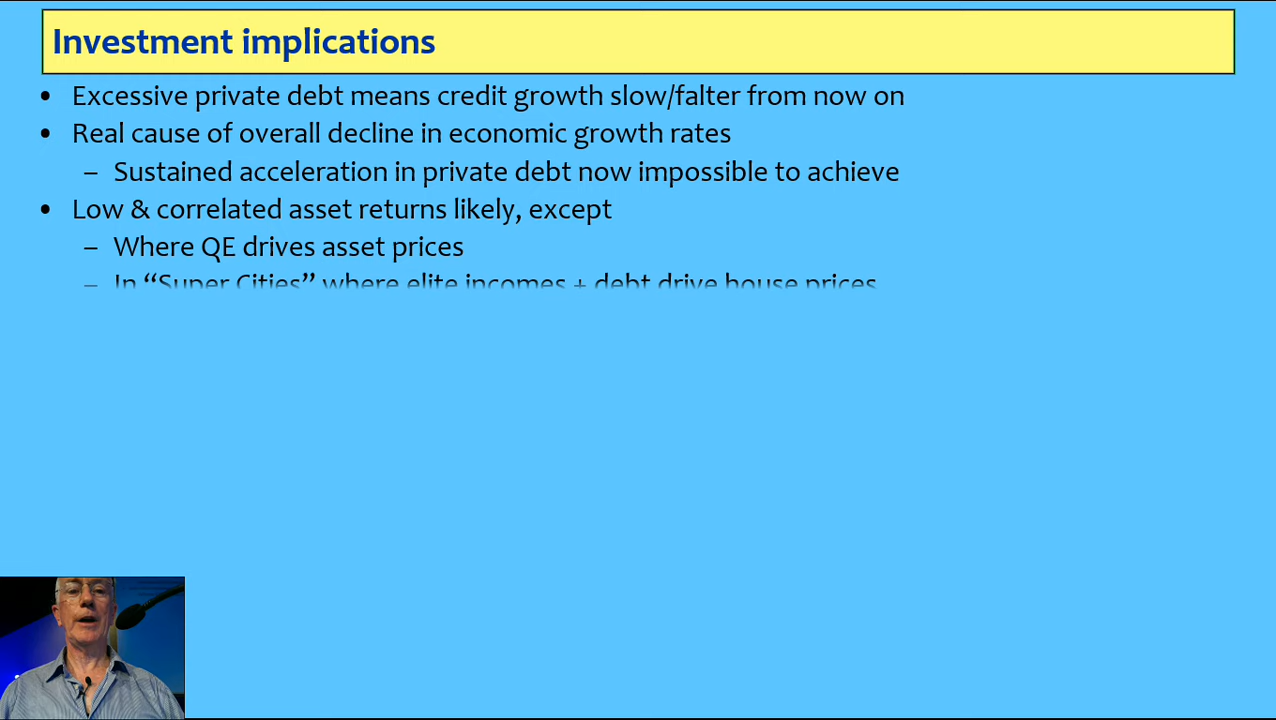 Investment implications
• Excessive private debt means credit growth slow/falter from now on
• Real cause of overall decline in economic growth rates
– Sustained acceleration in private debt now impossible to achieve
• Low & correlated asset returns likely, except
– Where QE drives asset prices
– In “Super Cities” where elite incomes + debt drive house prices